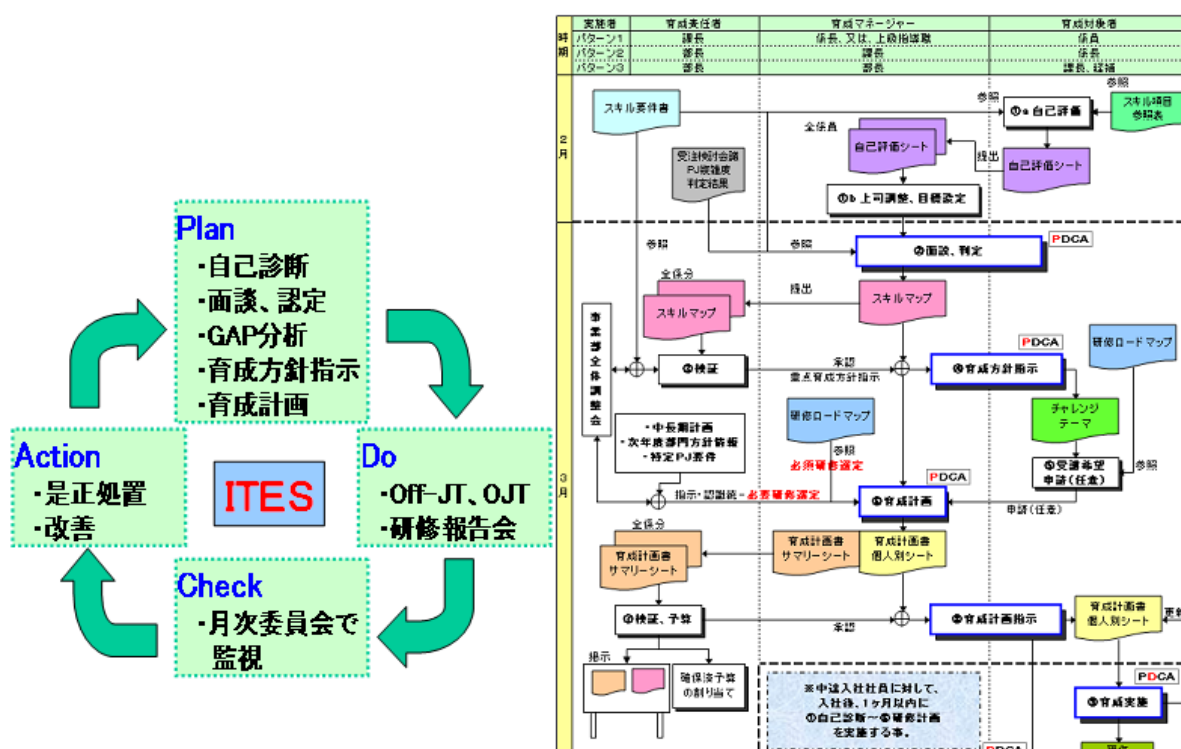 Plan
・自己診断
・面談、認定
・GAP分析
・育成方針指示
・育成計画
Action
・是正処置
・改善
ITES
Do
・Off-JT、OJT
・研修報告会
Check
・月次委員会で
監視
実施者 育成責任者 育成マネージャー 育成対象者
時期
パターン1 課長 係長、又は、上級指導職 係員
パターン2 部長 課長 係長
パターン3 部長 部長 課長、経補
2月
スキル要件書
参照
①a 自己評価
参照
スキル項目
参照表
全係員
自己評価シート
提出
自己評価シート
受注検討会議
PJ複雑度
判定結果
①b 上司調整、目標設定
参照
参照
②面談、判定
PDCA
3月
全係分
スキルマップ
提出
スキルマップ
事業部全体調整会
③検証
承認
重点育成方針指示
PDCA
④育成方針指示
研修ロードマップ
・中長期計画
・次年度部門方針情報
・特定PJ要件
研修ロードマップ
参照
必須研修選定
チャレンジ
テーマ
⑤受講希望
申請(任意)
参照
PDCA
指示・認識統一
必要研修選定
⑥育成計画
申請(任意)
全係分
育成計画書
サマリーシート
育成計画書
サマリーシート
育成計画書
個人別シート
⑦検証、予算
承認
⑧育成計画指示
育成計画書
個人別シート
更新
掲示
確保済予算
の割り当て
※中途入社社員に対して、
入社後、1ヶ月以内に
①自己診断～⑧研修計画
を実施する事。
PDCA
⑨育成実施
PDCA